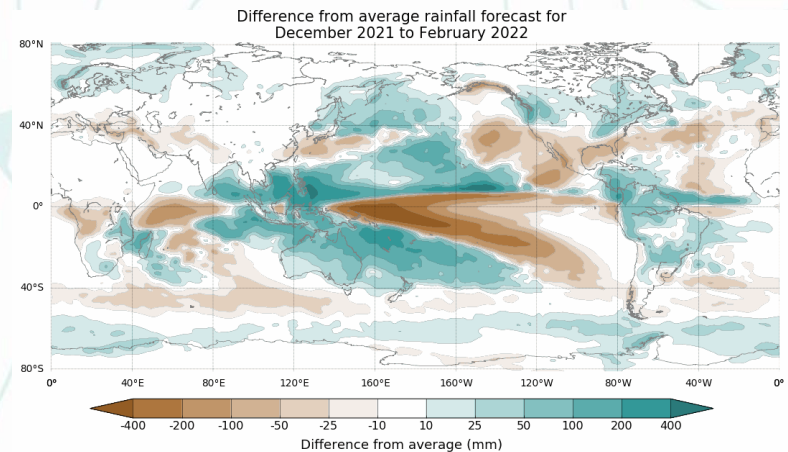 Difference from average rainfall forecast for
December 2021 to February 2022
80°N
40°N
0°
40°S
80°S
0° 40°E 80°E 120°E 160°E 160°W 120°W 80°W 40°W 0°
-400 -200 -100 -50 -25 -10 10 25 50 100 200 400
Difference from average (mm)